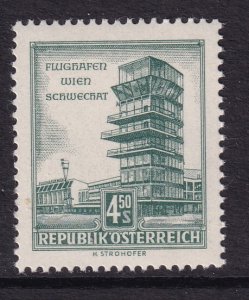 FLUGHAFEN
WIEN
SCHWECHAT
4 50
S
REPUBLIK ÖSTERREICH
H. STROHOFER